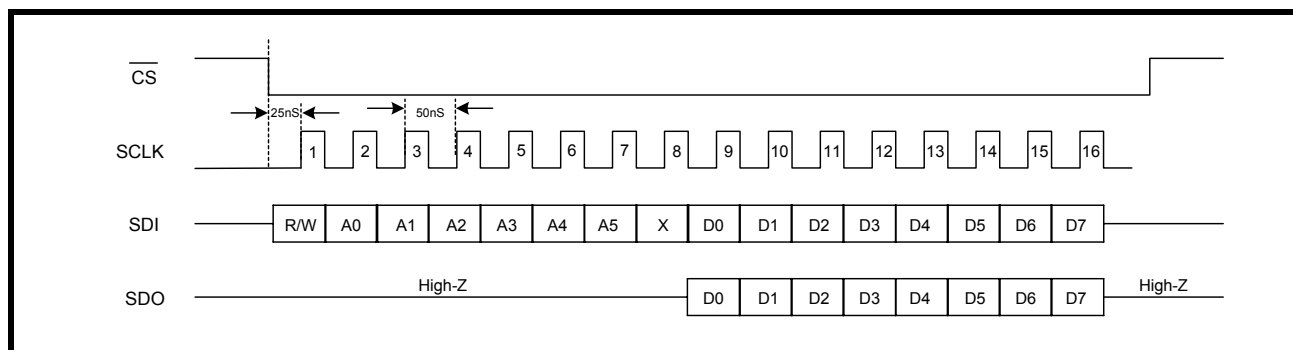 CS
25nS
50nS
SCLK
1 2 3 4 5 6 7 8 9 10 11 12 13 14 15 16
SDI
R/W A0 A1 A2 A3 A4 A5 X D0 D1 D2 D3 D4 D5 D6 D7
High-Z
SDO
D0 D1 D2 D3 D4 D5 D6 D7
High-Z